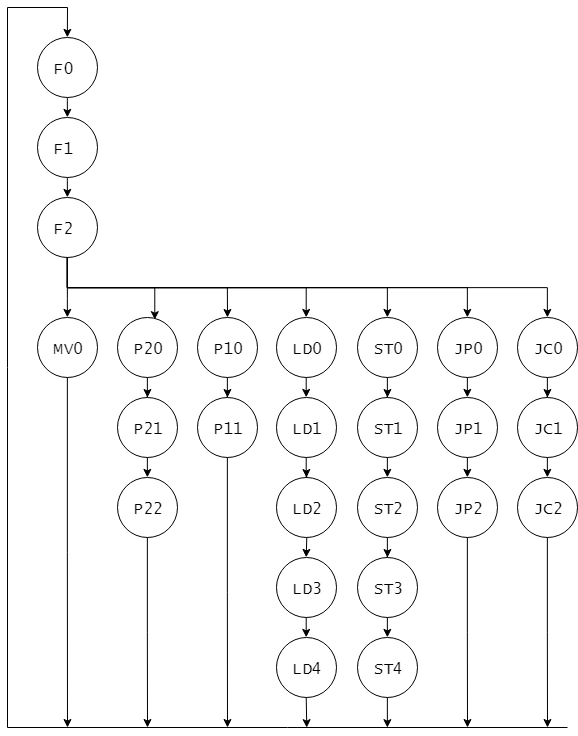 F0
F1
F2
MV0 P20 P10 LD0 ST0 JP0 JC0
P21 P11 LD1 ST1 JP1 JC1
P22 LD2 ST2 JP2 JC2
LD3 ST3
LD4 ST4